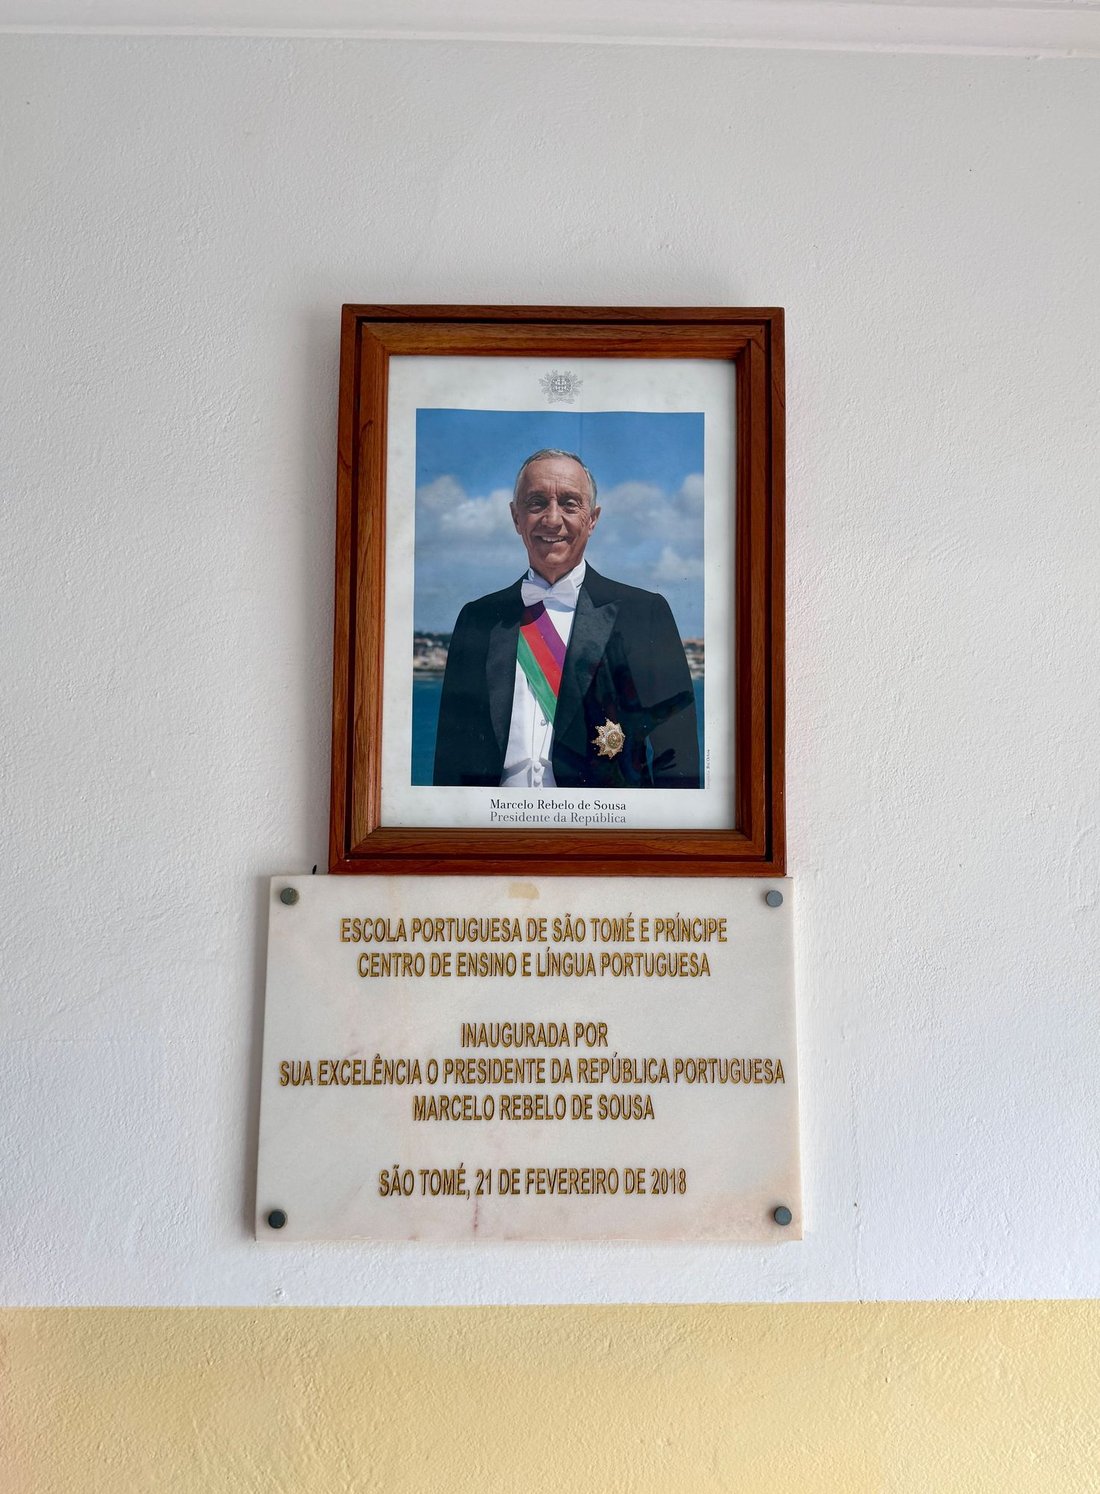 Marcelo Rebelo de Sousa
Presidente da República
ESCOLA PORTUGUESA DE SÃO TOMÉ E PRÍNCIPE
CENTRO DE ENSINO E LÍNGUA PORTUGUESA
INAUGURADA POR
SUA EXCELÊNCIA O PRESIDENTE DA REPÚBLICA PORTUGUESA
MARCELO REBELO DE SOUSA
SÃO TOMÉ, 21 DE FEVEREIRO DE 2018